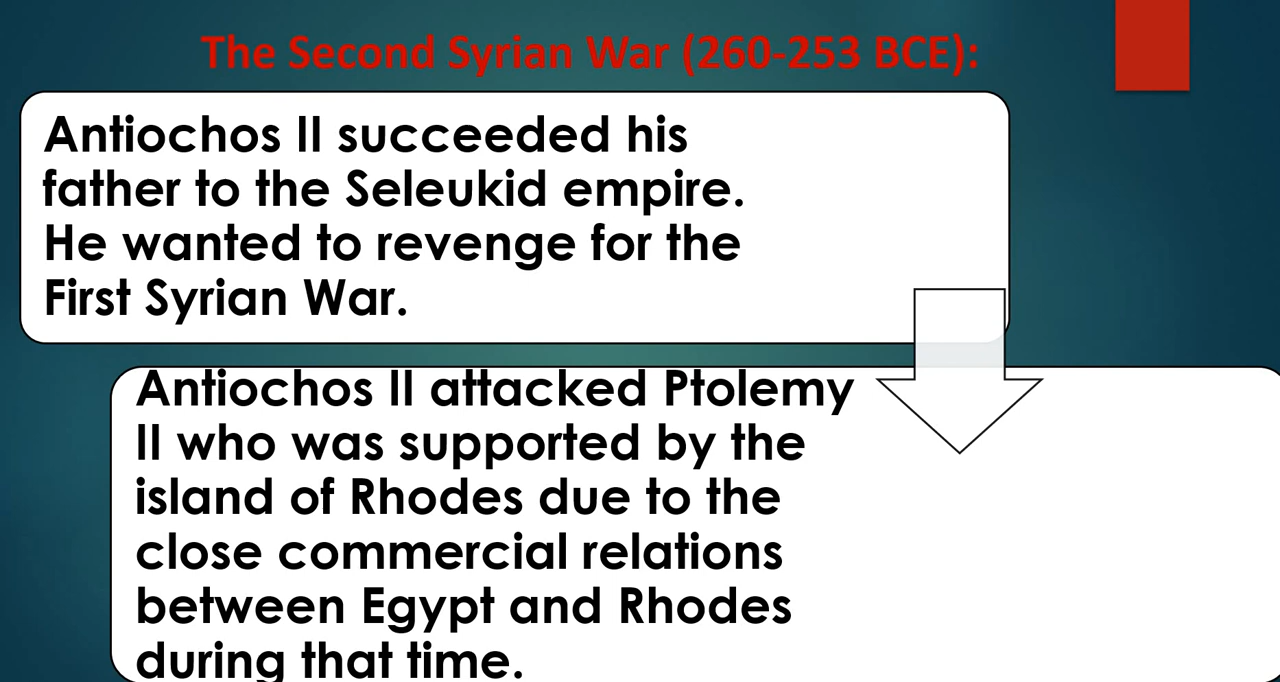 The Second Syrian War (260-253 BCE):
Antiochos II succeeded his
father to the Seleukid empire.
He wanted to revenge for the
First Syrian War.
Antiochos II attacked Ptolemy
II who was supported by the
island of Rhodes due to the
close commercial relations
between Egypt and Rhodes
during that time.